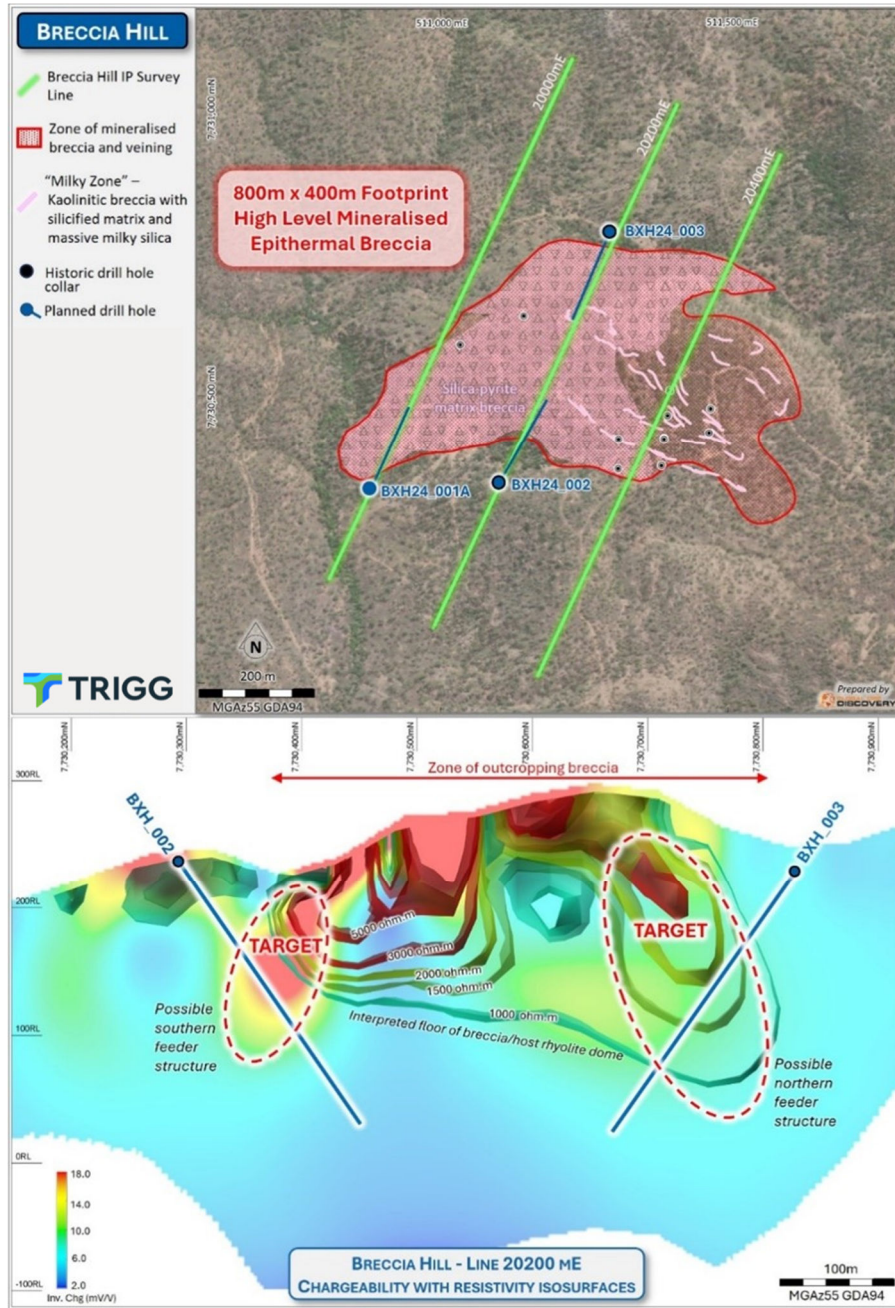 BRECCIA HILL
Breccia Hill IP Survey
Line
Zone of mineralised
breccia and veining
“Milky Zone” –
Kaolinitic breccia with
silicified matrix and
massive milky silica
Historic drill hole
collar
Planned drill hole
TRIGG
511,000 mE
511,500 mE
7,731,000 mN
7,730,500 mN
20000mE
20200mE
20400mE
800m x 400m Footprint
High Level Mineralised
Epithermal Breccia
BXH24_003
Silica-pyrite
matrix breccia
BXH24_001A
BXH24_002
N
200 m
MGAz55 GDA94
Prepared by
DISCOVERY
7,730,200mN
7,730,300mN
7,730,400mN
7,730,500mN
7,730,600mN
7,730,700mN
7,730,800mN
7,730,900mN
300RL
200RL
100RL
0RL
-100RL
Zone of outcropping breccia
BXH_002
BXH_003
TARGET
TARGET
5000 ohm.m
3000 ohm.m
2000 ohm.m
1500 ohm.m
1000 ohm.m
Interpreted floor of breccia/host rhyolite dome
Possible
southern
feeder
structure
Possible
northern
feeder
structure
18.0
14.0
10.0
6.0
2.0
Inv. Chg (mV/V)
BRECCIA HILL - LINE 20200 ME
CHARGEABILITY WITH RESISTIVITY ISOSURFACES
100m
MGAz55 GDA94